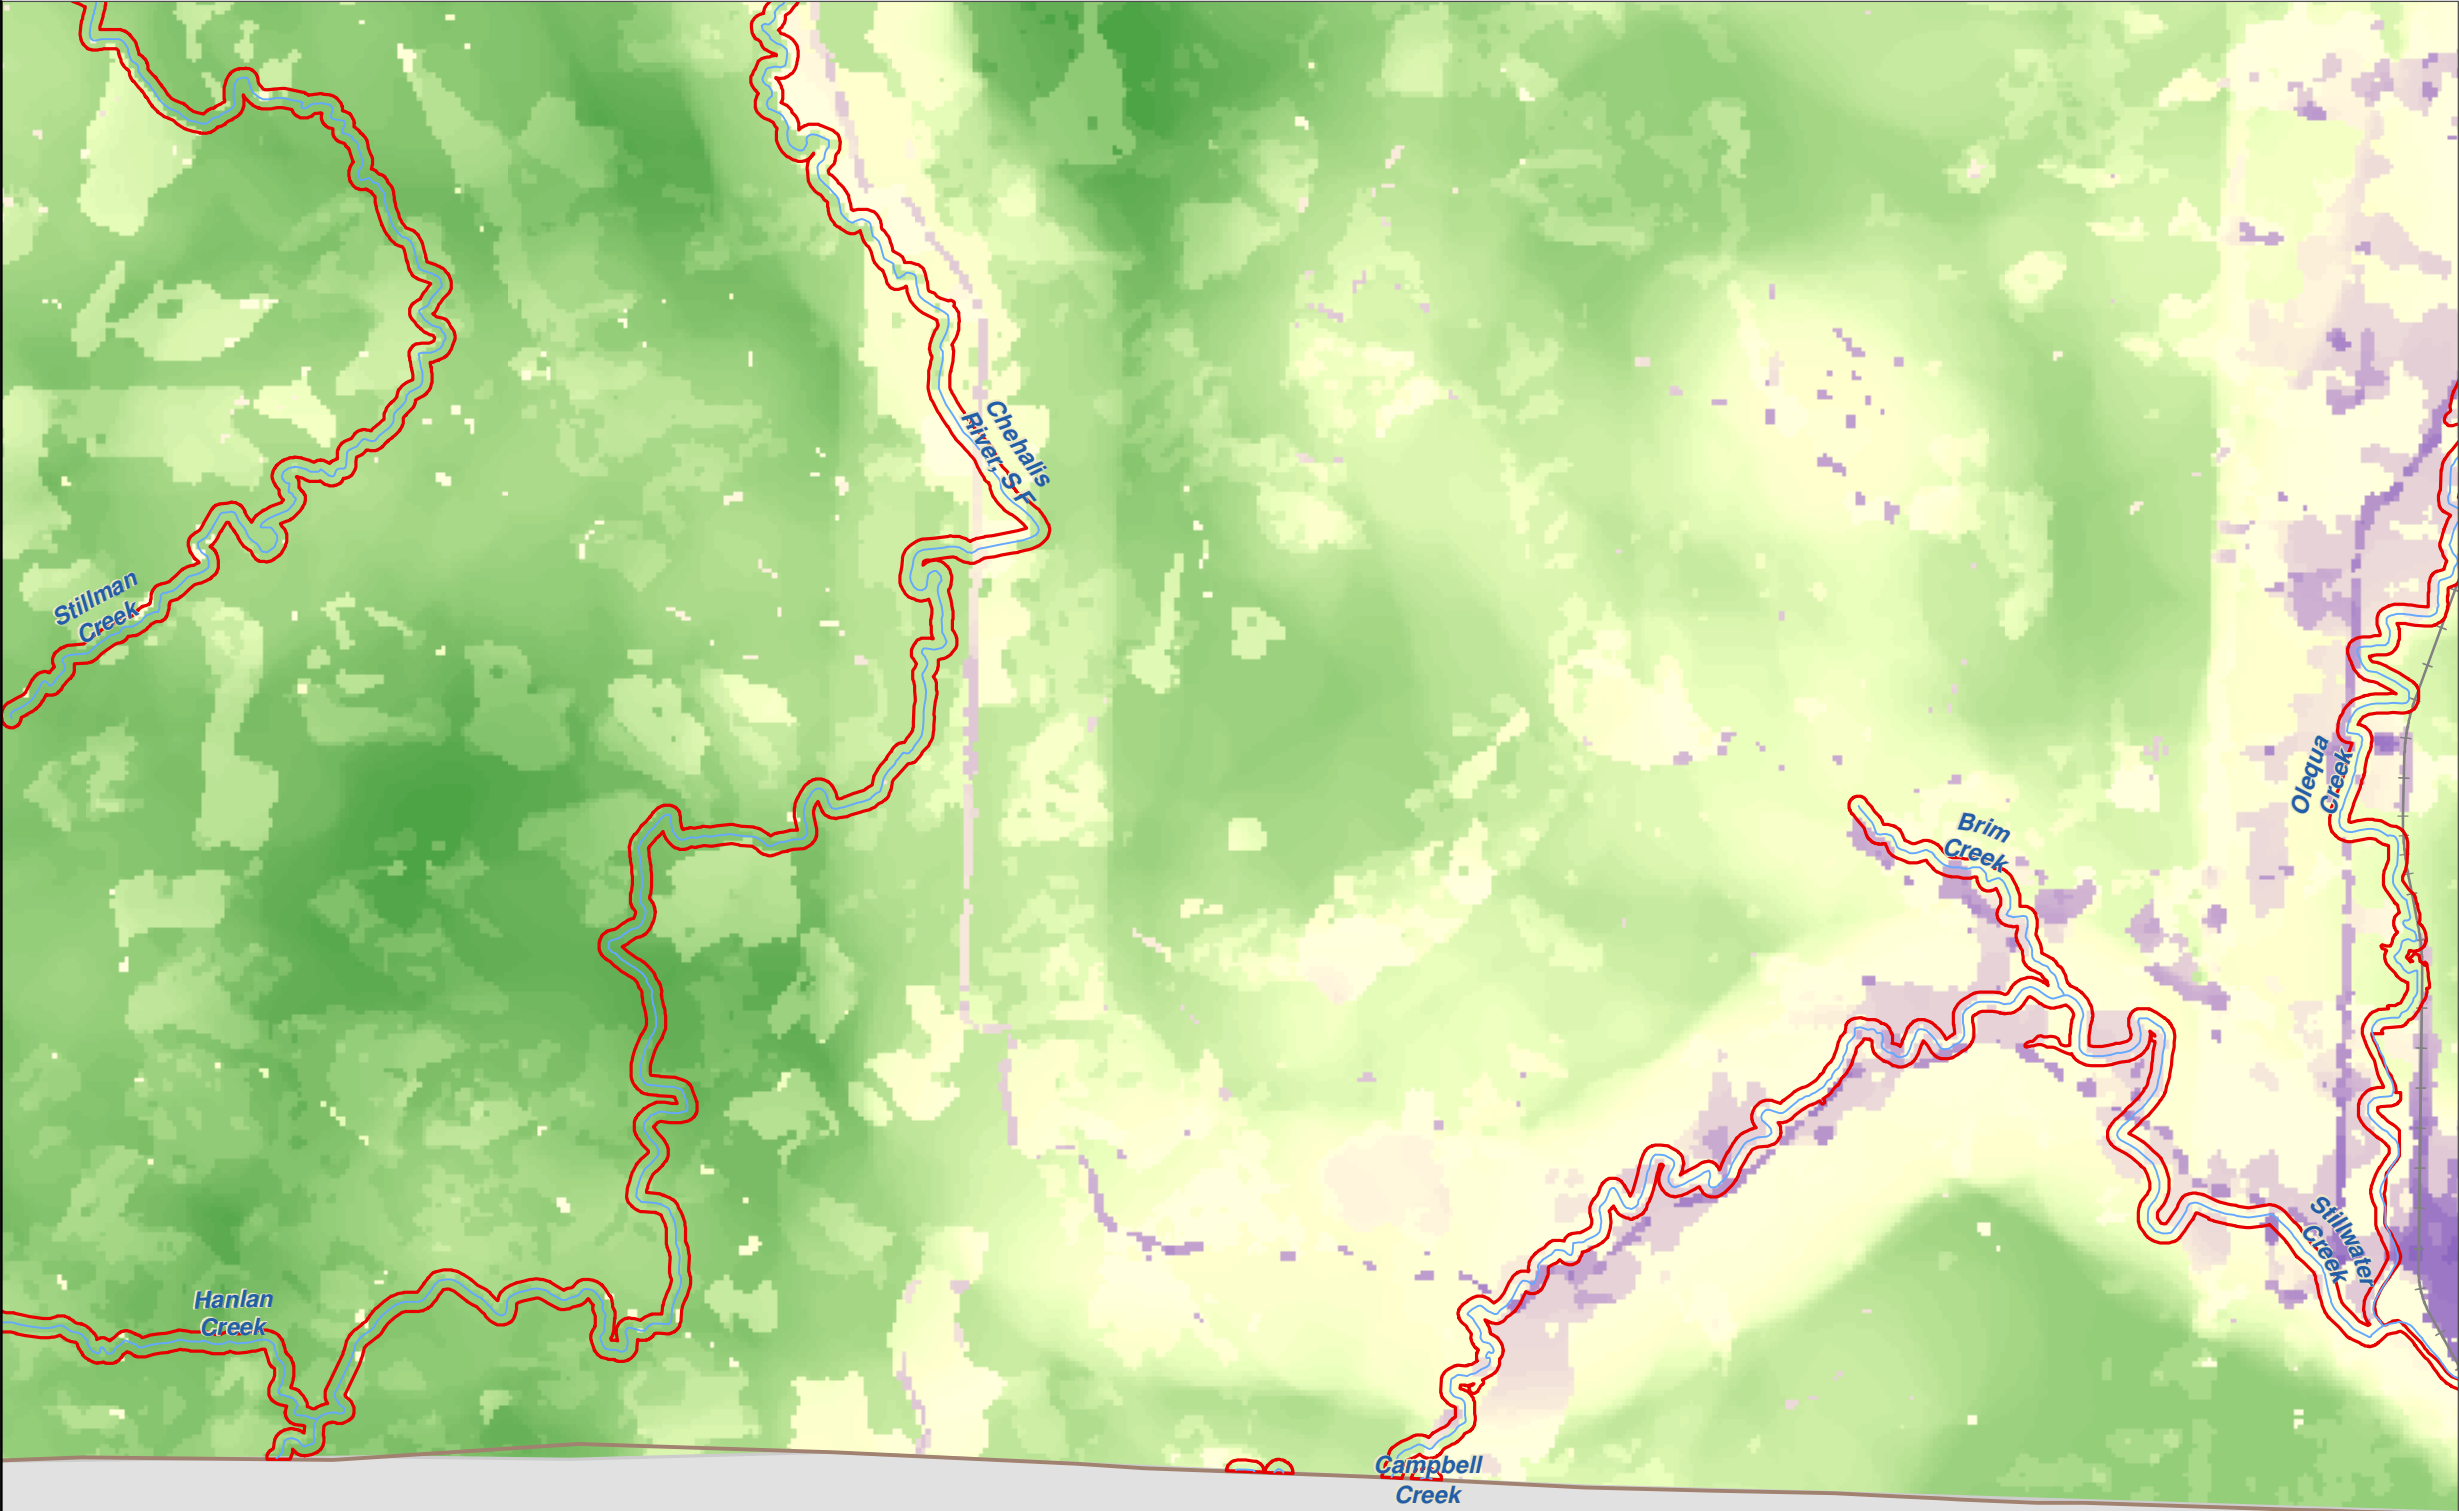 Chehalis
River, S F
Stillman
Creek
Olequa
Creek
Brim
Creek
Stillwater
Creek
Hanlan
Creek
Campbell
Creek